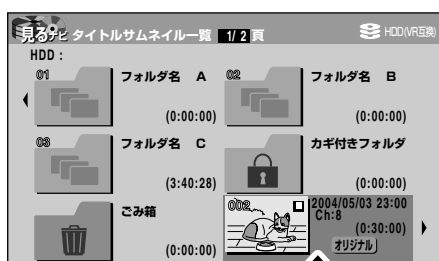 見るナビ タイトルサムネイル一覧 1/2 頁 HDD(VR互換)
HDD :
01 フォルダ名 A (0:00:00)
02 フォルダ名 B (0:00:00)
03 フォルダ名 C (3:40:28)
カギ付きフォルダ (0:00:00)
ごみ箱 (0:00:00)
002 2004/05/03 23:00
Ch:8
(0:30:00)
オリジナル